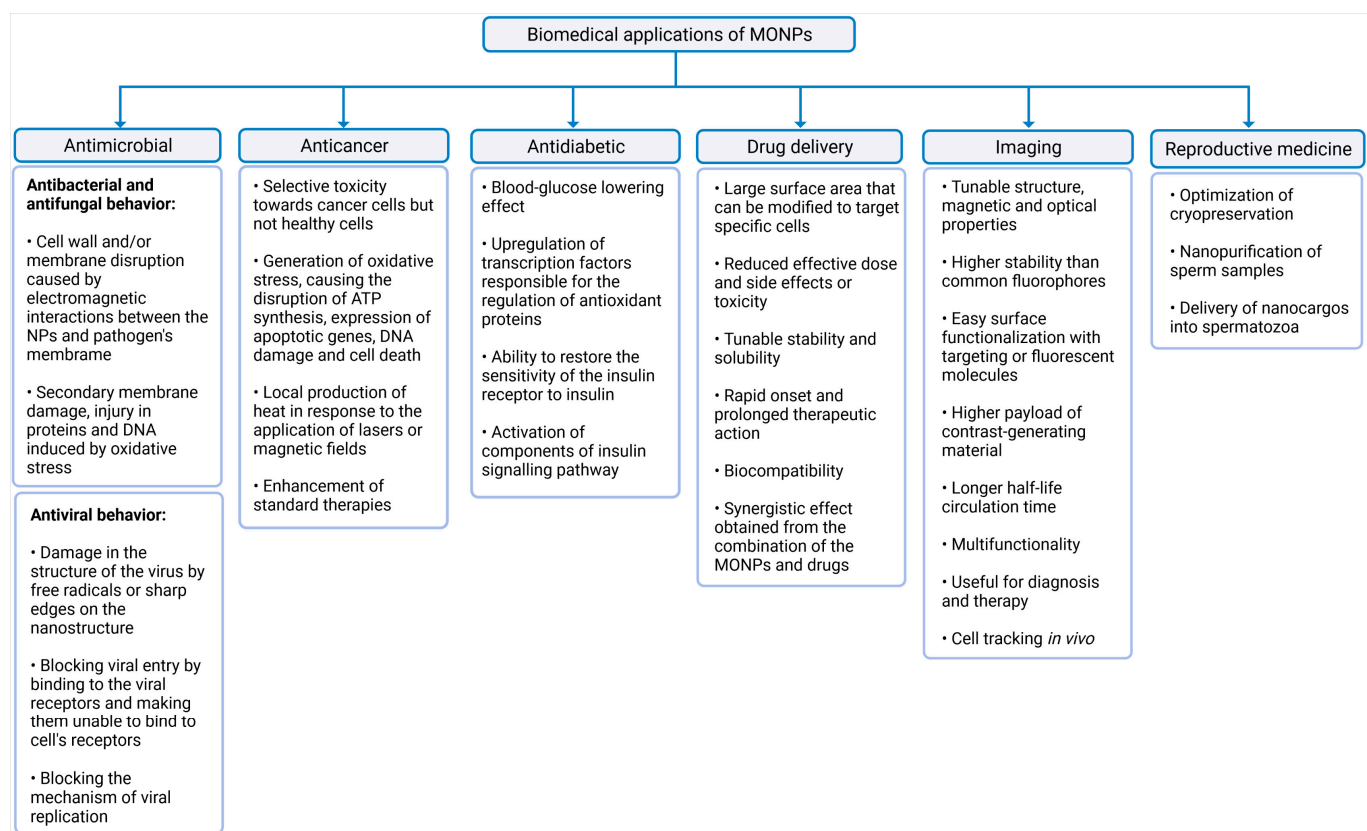 Biomedical applications of MONPs
Antimicrobial
Antibacterial and
antifungal behavior:
• Cell wall and/or
membrane disruption
caused by
electromagnetic
interactions between the
NPs and pathogen's
membrame
• Secondary membrane
damage, injury in
proteins and DNA
induced by oxidative
stress
Antiviral behavior:
• Damage in the
structure of the virus by
free radicals or sharp
edges on the
nanostructure
• Blocking viral entry by
binding to the viral
receptors and making
them unable to bind to
cell's receptors
• Blocking the
mechanism of viral
replication
Anticancer
• Selective toxicity
towards cancer cells but
not healthy cells
• Generation of oxidative
stress, causing the
disruption of ATP
synthesis, expression of
apoptotic genes, DNA
damage and cell death
• Local production of
heat in response to the
application of lasers or
magnetic fields
• Enhancement of
standard therapies
Antidiabetic
• Blood-glucose lowering
effect
• Upregulation of
transcription factors
responsible for the
regulation of antioxidant
proteins
• Ability to restore the
sensitivity of the insulin
receptor to insulin
• Activation of
components of insulin
signalling pathway
Drug delivery
• Large surface area that
can be modified to target
specific cells
• Reduced effective dose
and side effects or
toxicity
• Tunable stability and
solubility
• Rapid onset and
prolonged therapeutic
action
• Biocompatibility
• Synergistic effect
obtained from the
combination of the
MONPs and drugs
Imaging
• Tunable structure,
magnetic and optical
properties
• Higher stability than
common fluorophores
• Easy surface
functionalization with
targeting or fluorescent
molecules
• Higher payload of
contrast-generating
material
• Longer half-life
circulation time
• Multifunctionality
• Useful for diagnosis
and therapy
• Cell tracking in vivo
Reproductive medicine
• Optimization of
cryopreservation
• Nanopurification of
sperm samples
• Delivery of nanocargos
into spermatozoa